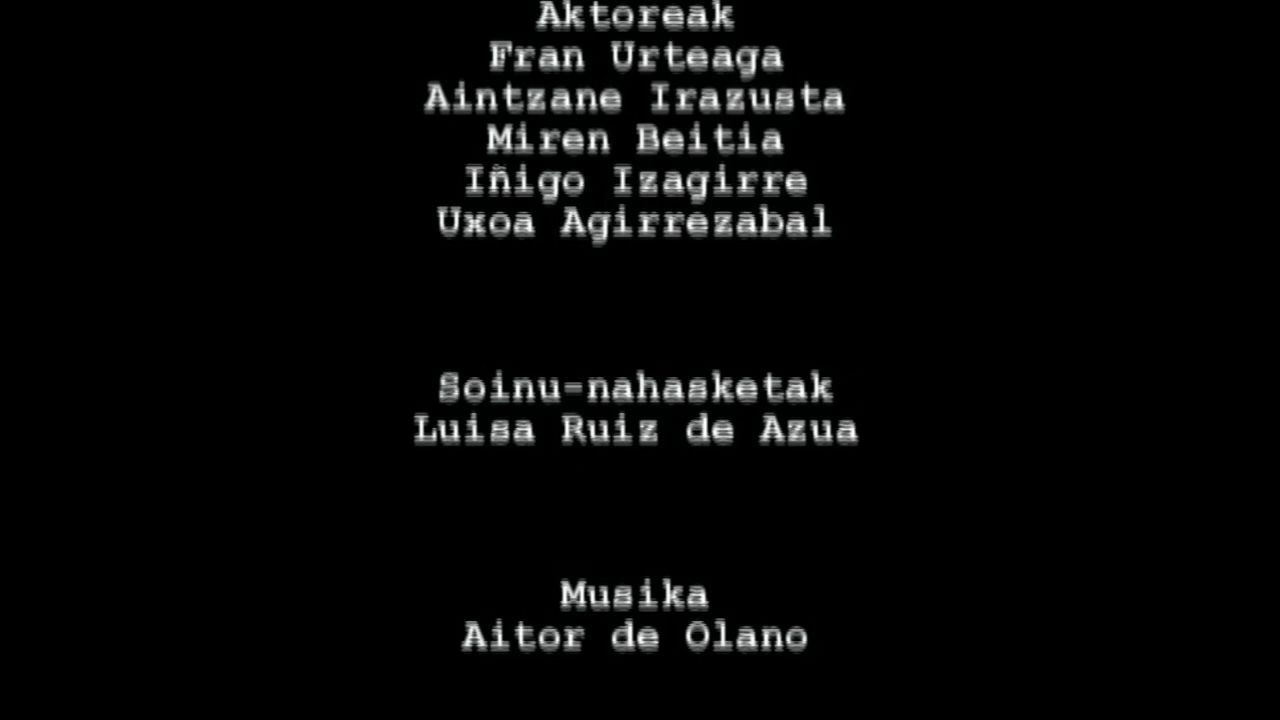 Aktoreak
Fran Urteaga
Aintzane Irazusta
Miren Beitia
Iñigo Izagirre
Uxoa Agirrezabal
Soinu-nahasketak
Luisa Ruiz de Azua
Musika
Aitor de Olano